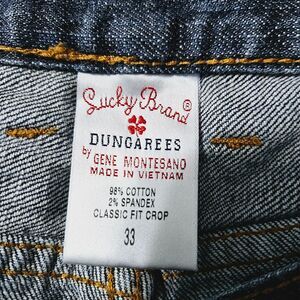 Lucky Brand®
DUNGAREES
by GENE MONTESANO
MADE IN VIETNAM
98% COTTON
2% SPANDEX
CLASSIC FIT CROP
33